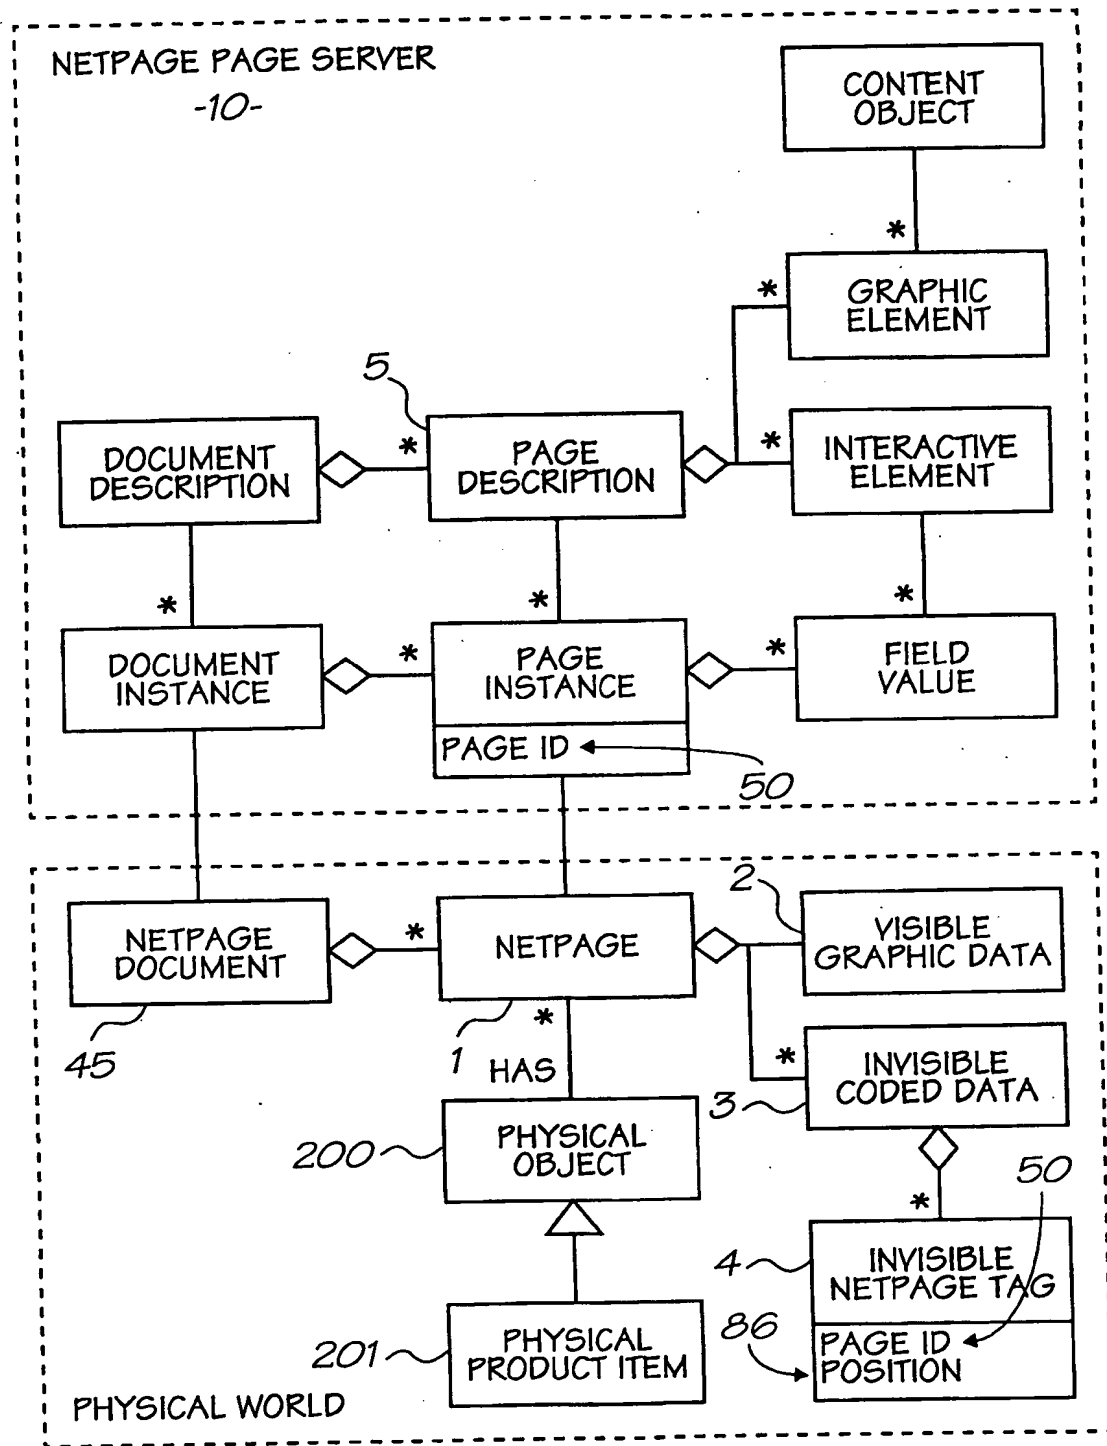 NETPAGE PAGE SERVER
-10-
CONTENT
OBJECT
*
GRAPHIC
ELEMENT
*
5
DOCUMENT
DESCRIPTION
*
PAGE
DESCRIPTION
*
INTERACTIVE
ELEMENT
*
*
*
DOCUMENT
INSTANCE
*
PAGE
INSTANCE
*
FIELD
VALUE
PAGE ID
50
2
NETPAGE
DOCUMENT
*
NETPAGE
VISIBLE
GRAPHIC DATA
45
1
*
HAS
*
INVISIBLE
CODED DATA
3
200
PHYSICAL
OBJECT
50
*
4
INVISIBLE
NETPAGE TAG
86
PAGE ID
POSITION
201
PHYSICAL
PRODUCT ITEM
PHYSICAL WORLD